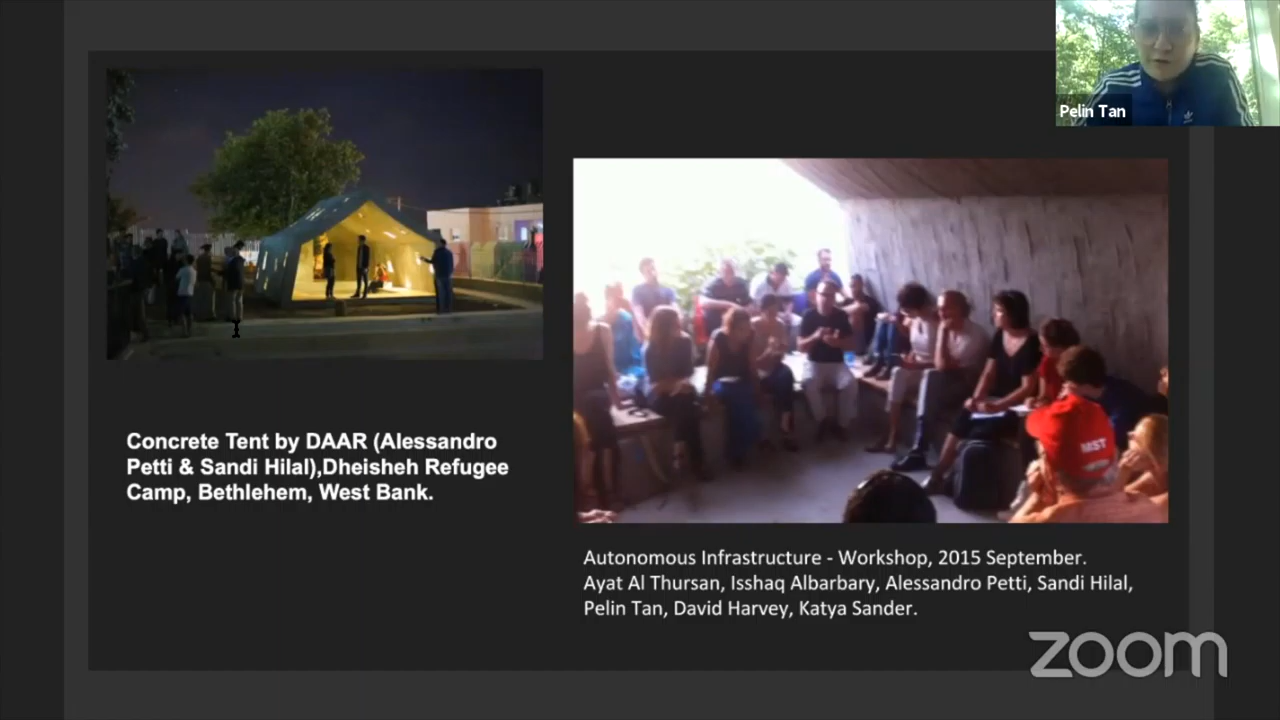 Pelin Tan
MST
Concrete Tent by DAAR (Alessandro
Petti & Sandi Hilal),Dheisheh Refugee
Camp, Bethlehem, West Bank.
Autonomous Infrastructure - Workshop, 2015 September.
Ayat Al Thursan, Isshaq Albarbary, Alessandro Petti, Sandi Hilal,
Pelin Tan, David Harvey, Katya Sander.
zoom